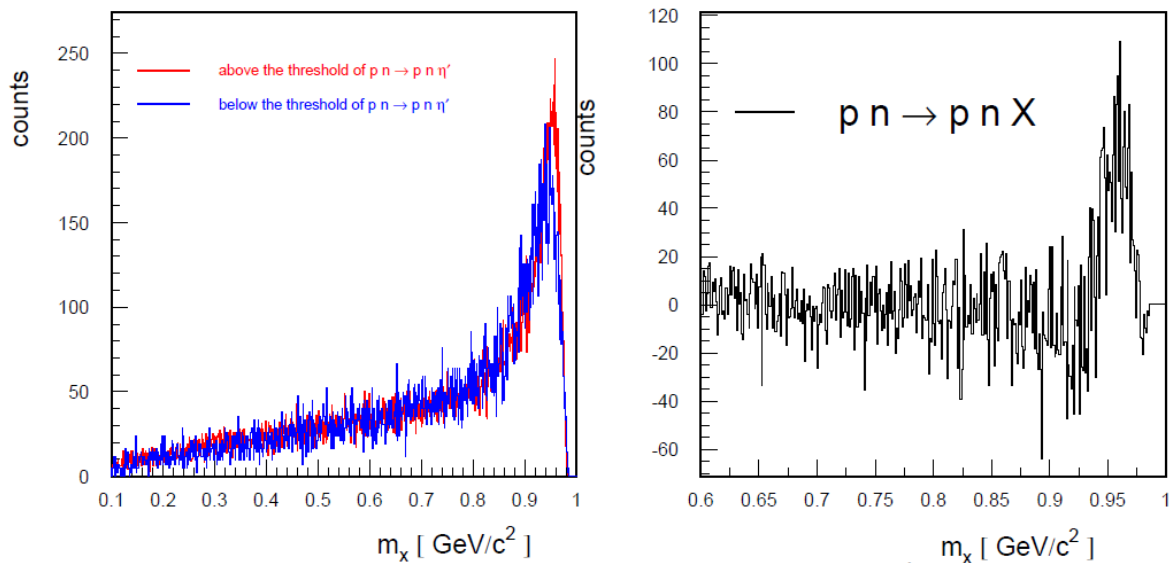 250
200
150
100
50
0
counts
above the threshold of p n → p n η′
below the threshold of p n → p n η′
0.1 0.2 0.3 0.4 0.5 0.6 0.7 0.8 0.9 1
m_x [ GeV/c²]
120
100
80
60
40
20
0
-20
-40
-60
counts
p n → p n X
0.6 0.65 0.7 0.75 0.8 0.85 0.9 0.95 1
m_x [ GeV/c²]